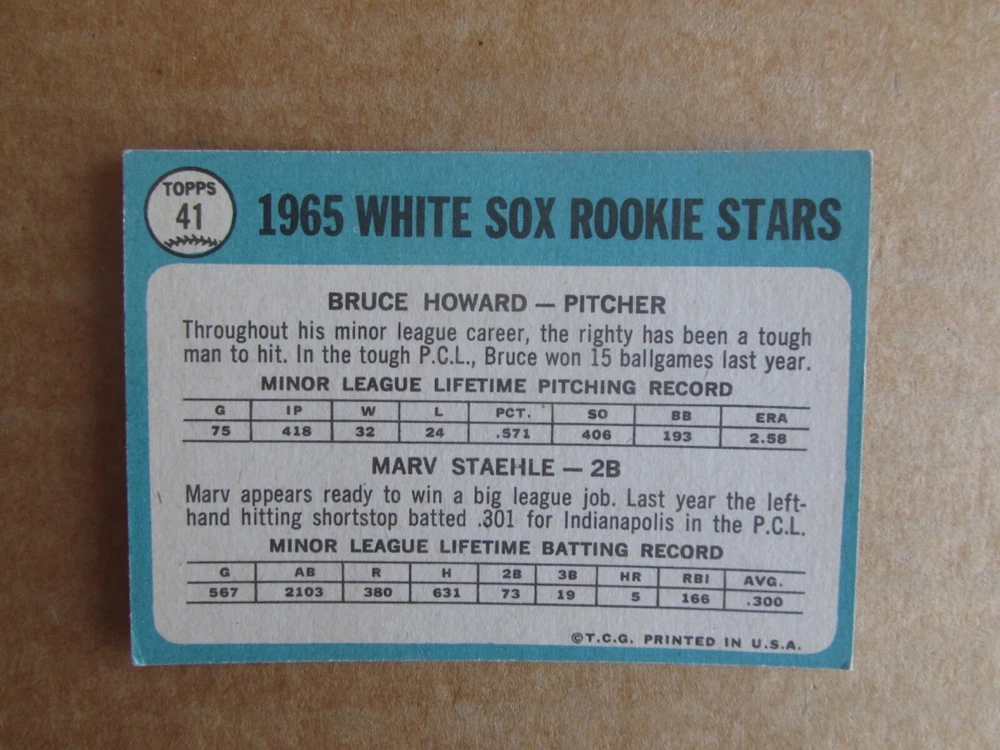 TOPPS
41
1965 WHITE SOX ROOKIE STARS
BRUCE HOWARD — PITCHER
Throughout his minor league career, the righty has been a tough
man to hit. In the tough P.C.L., Bruce won 15 ballgames last year.
MINOR LEAGUE LIFETIME PITCHING RECORD
G IP W L PCT. SO BB ERA
75 418 32 24 .571 406 193 2.58
MARV STAEHLE — 2B
Marv appears ready to win a big league job. Last year the left-
hand hitting shortstop batted .301 for Indianapolis in the P.C.L.
MINOR LEAGUE LIFETIME BATTING RECORD
G AB R H 2B 3B HR RBI AVG.
567 2103 380 631 73 19 5 166 .300
©T.C.G. PRINTED IN U.S.A.